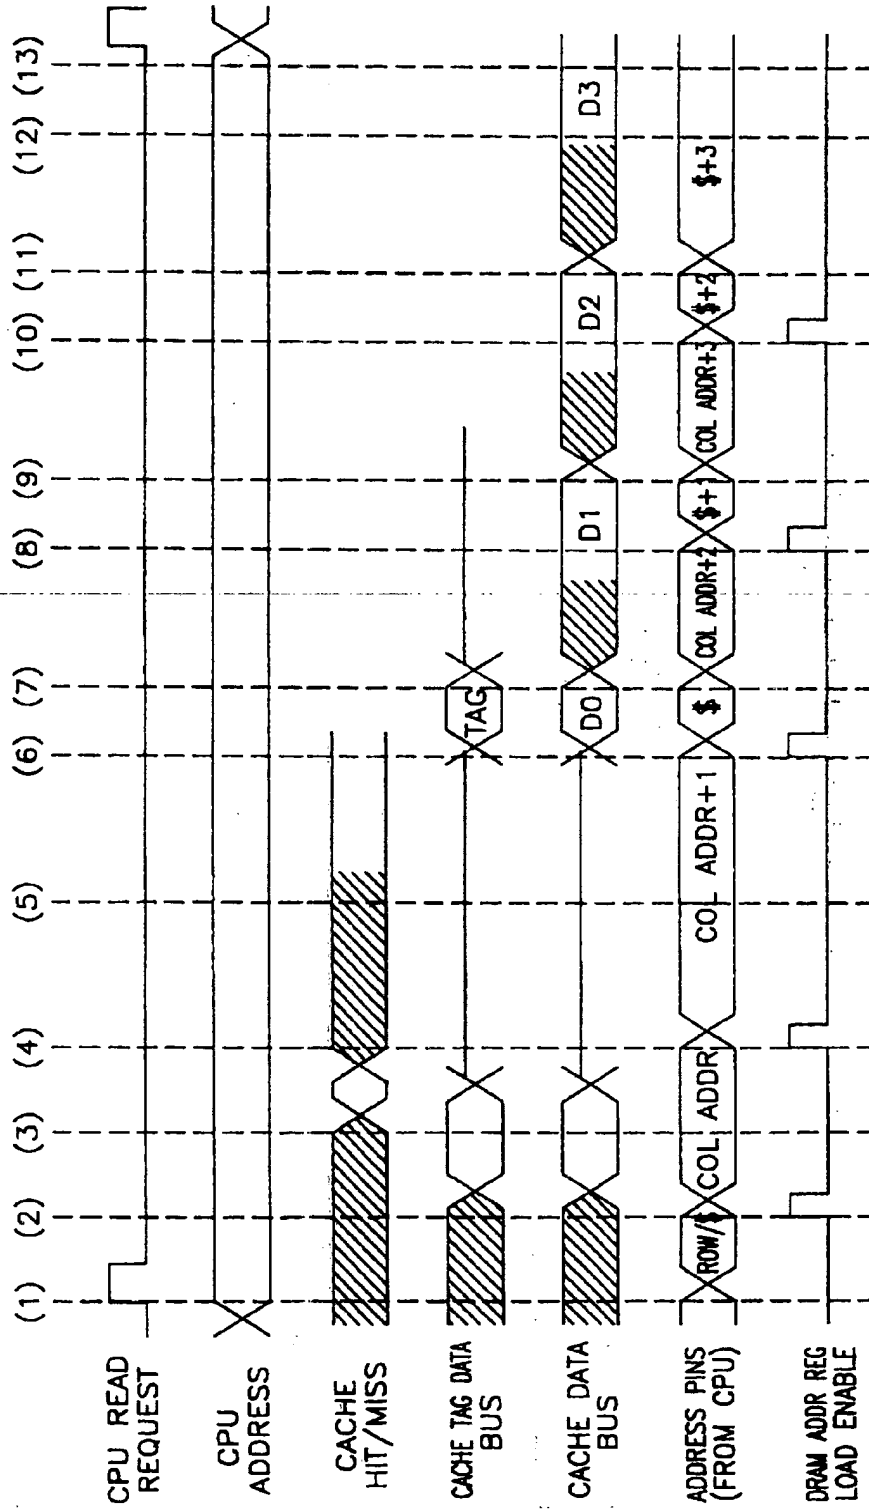 (1) (2) (3) (4) (5) (6) (7) (8) (9) (10) (11) (12) (13)
CPU READ
REQUEST
CPU
ADDRESS
CACHE
HIT/MISS
CACHE TAG DATA
BUS
TAG
CACHE DATA
BUS
D0 D1 D2 D3
ADDRESS PINS
(FROM CPU)
ROW/$ COL ADDR COL ADDR+1 $ COL ADDR+2 $+1 COL ADDR+3 $+2 $+3
DRAM ADDR REG
LOAD ENABLE